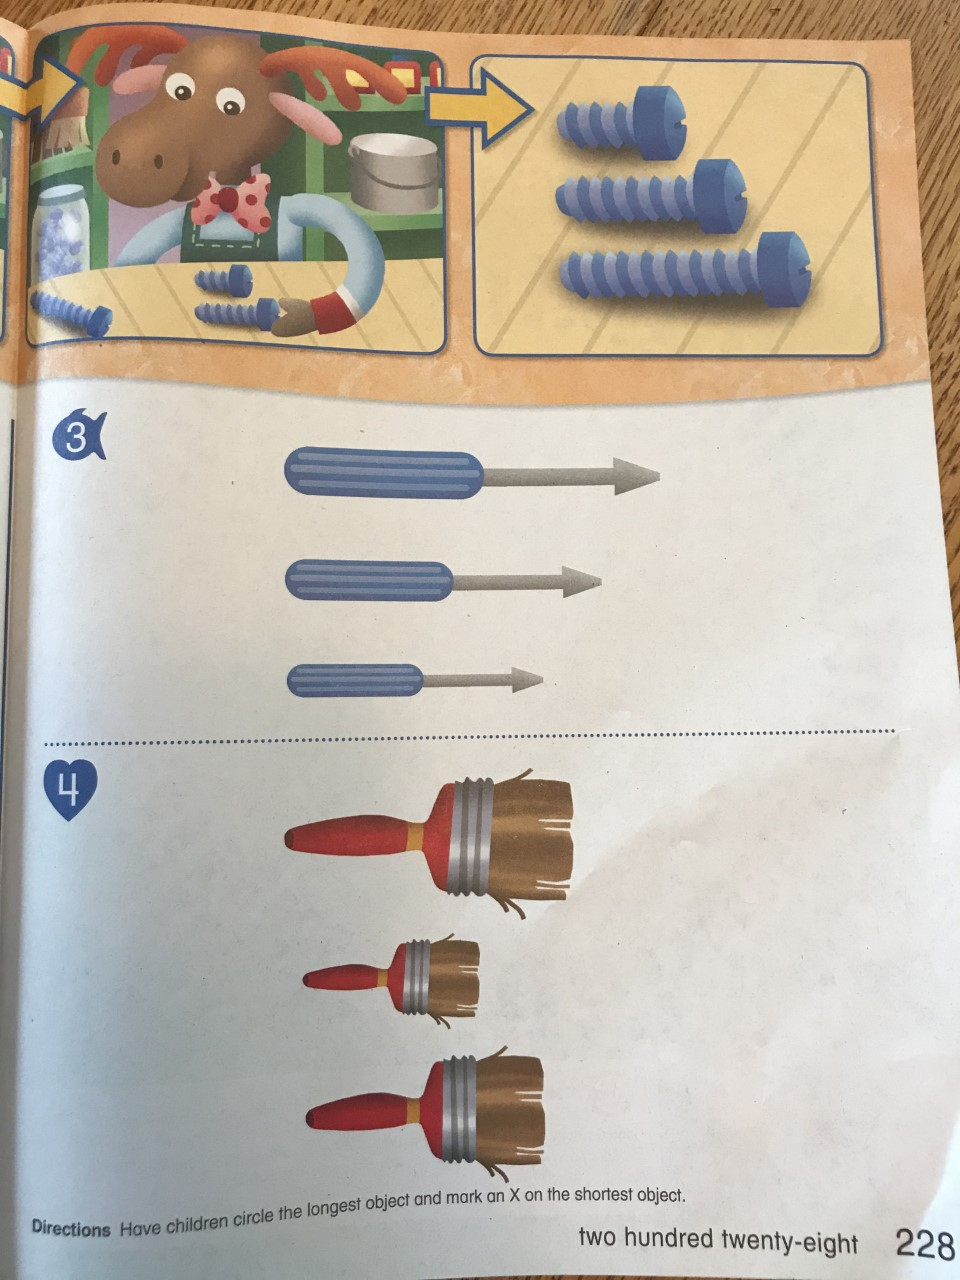 3
4
Directions Have children circle the longest object and mark an X on the shortest object.
two hundred twenty-eight 228